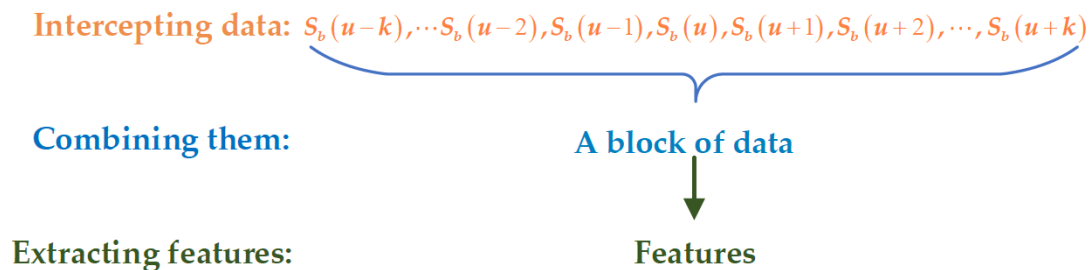 Intercepting data: S_b(u−k),⋯S_b(u−2),S_b(u−1),S_b(u),S_b(u+1),S_b(u+2),⋯,S_b(u+k)
Combining them: A block of data
Extracting features: Features